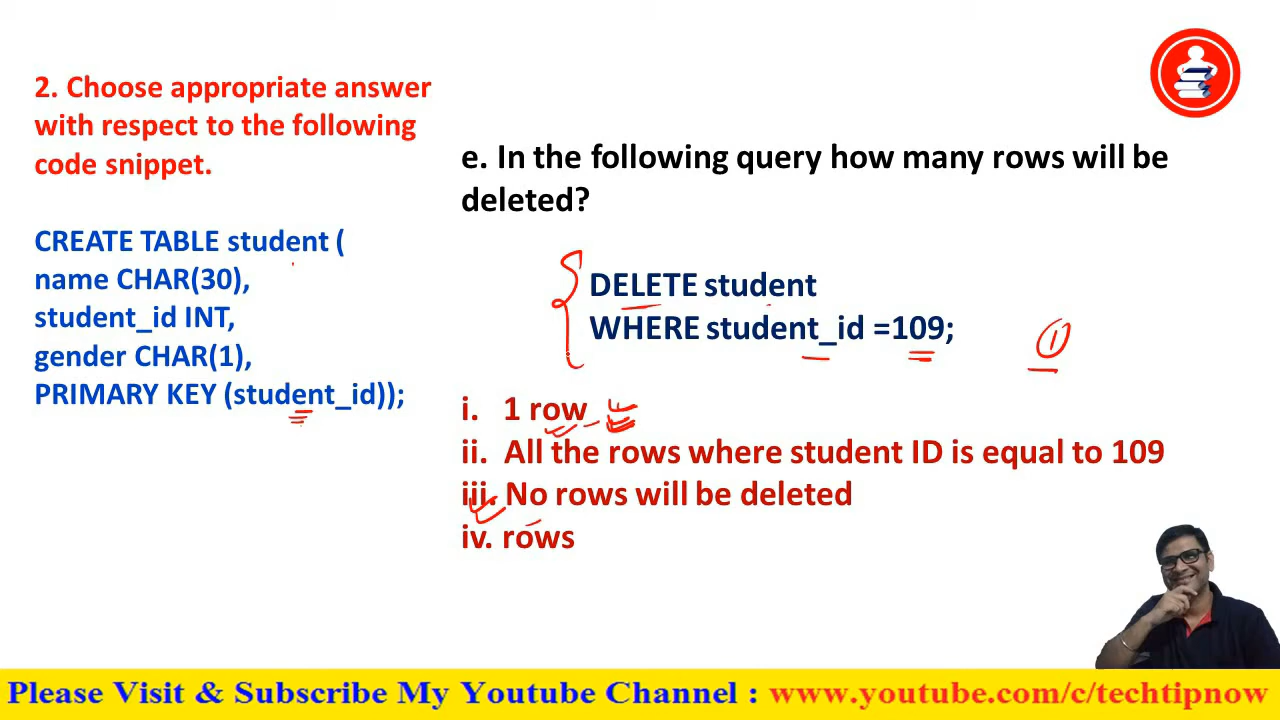 2. Choose appropriate answer
with respect to the following
code snippet.
CREATE TABLE student (
name CHAR(30),
student_id INT,
gender CHAR(1),
PRIMARY KEY (student_id));
e. In the following query how many rows will be
deleted?
DELETE student
WHERE student_id =109;
1
i. 1 row
ii. All the rows where student ID is equal to 109
iii. No rows will be deleted
iv. rows
Please Visit & Subscribe My Youtube Channel : www.youtube.com/c/techtipnow